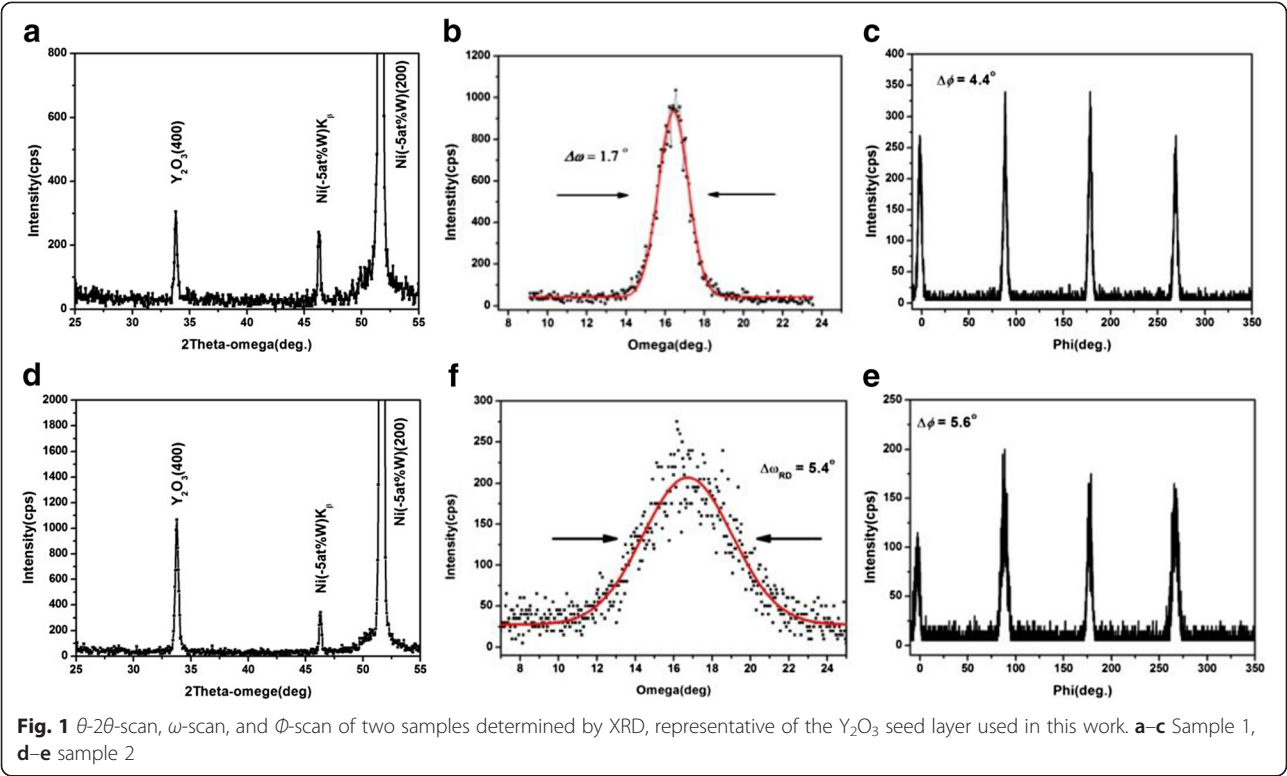 a
800
600
400
200
0
Intensity(cps)
Y2O3(400)
Ni(-5at%W)Kβ
Ni(-5at%W)(200)
25 30 35 40 45 50 55
2Theta-omega(deg.)
b
1200
1000
800
600
400
200
0
Intenstity(cps)
Δω = 1.7 °
8 10 12 14 16 18 20 22 24
Omega(deg.)
c
400
350
300
250
200
150
100
50
0
Intensity(cps)
Δϕ = 4.4°
0 50 100 150 200 250 300 350
Phi(deg.)
d
2000
1800
1600
1400
1200
1000
800
600
400
200
0
Intensity(cps)
Y2O3(400)
Ni(-5at%W)Kβ
Ni(-5at%W)(200)
25 30 35 40 45 50 55
2Theta-omege(deg)
f
300
250
200
150
100
50
0
Intensity(cps)
ΔωRD = 5.4°
8 10 12 14 16 18 20 22 24
Omega(deg)
e
250
200
150
100
50
0
Intensity(cps)
Δϕ = 5.6°
0 50 100 150 200 250 300 350
Phi(deg.)
Fig. 1 θ-2θ-scan, ω-scan, and Φ-scan of two samples determined by XRD, representative of the Y2O3 seed layer used in this work. a–c Sample 1,
d–e sample 2